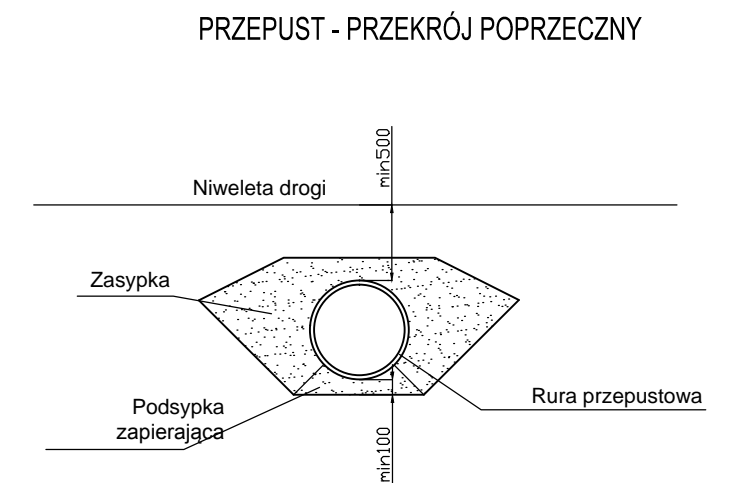 PRZEPUST - PRZEKRÓJ POPRZECZNY
min500
Niweleta drogi
Zasypka
Rura przepustowa
Podsypka
zapierająca
min100